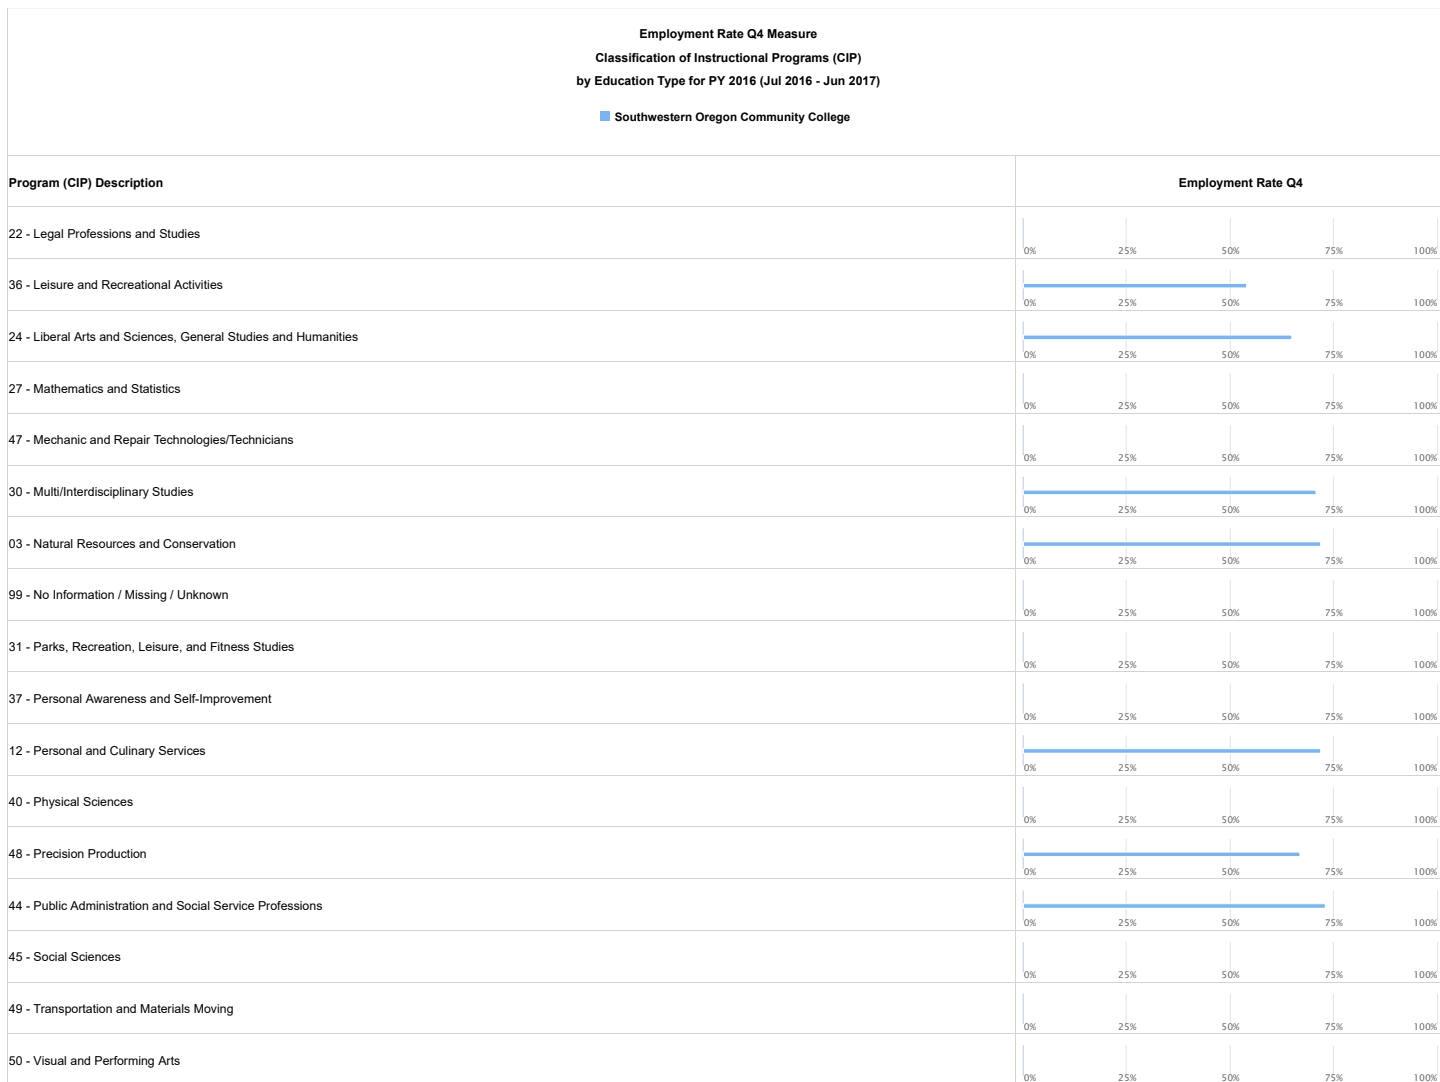 Employment Rate Q4 Measure
Classification of Instructional Programs (CIP)
by Education Type for PY 2016 (Jul 2016 - Jun 2017)
Southwestern Oregon Community College
Program (CIP) Description Employment Rate Q4
22 - Legal Professions and Studies
0% 25% 50% 75% 100%
36 - Leisure and Recreational Activities
0% 25% 50% 75% 100%
24 - Liberal Arts and Sciences, General Studies and Humanities
0% 25% 50% 75% 100%
27 - Mathematics and Statistics
0% 25% 50% 75% 100%
47 - Mechanic and Repair Technologies/Technicians
0% 25% 50% 75% 100%
30 - Multi/Interdisciplinary Studies
0% 25% 50% 75% 100%
03 - Natural Resources and Conservation
0% 25% 50% 75% 100%
99 - No Information / Missing / Unknown
0% 25% 50% 75% 100%
31 - Parks, Recreation, Leisure, and Fitness Studies
0% 25% 50% 75% 100%
37 - Personal Awareness and Self-Improvement
0% 25% 50% 75% 100%
12 - Personal and Culinary Services
0% 25% 50% 75% 100%
40 - Physical Sciences
0% 25% 50% 75% 100%
48 - Precision Production
0% 25% 50% 75% 100%
44 - Public Administration and Social Service Professions
0% 25% 50% 75% 100%
45 - Social Sciences
0% 25% 50% 75% 100%
49 - Transportation and Materials Moving
0% 25% 50% 75% 100%
50 - Visual and Performing Arts
0% 25% 50% 75% 100%